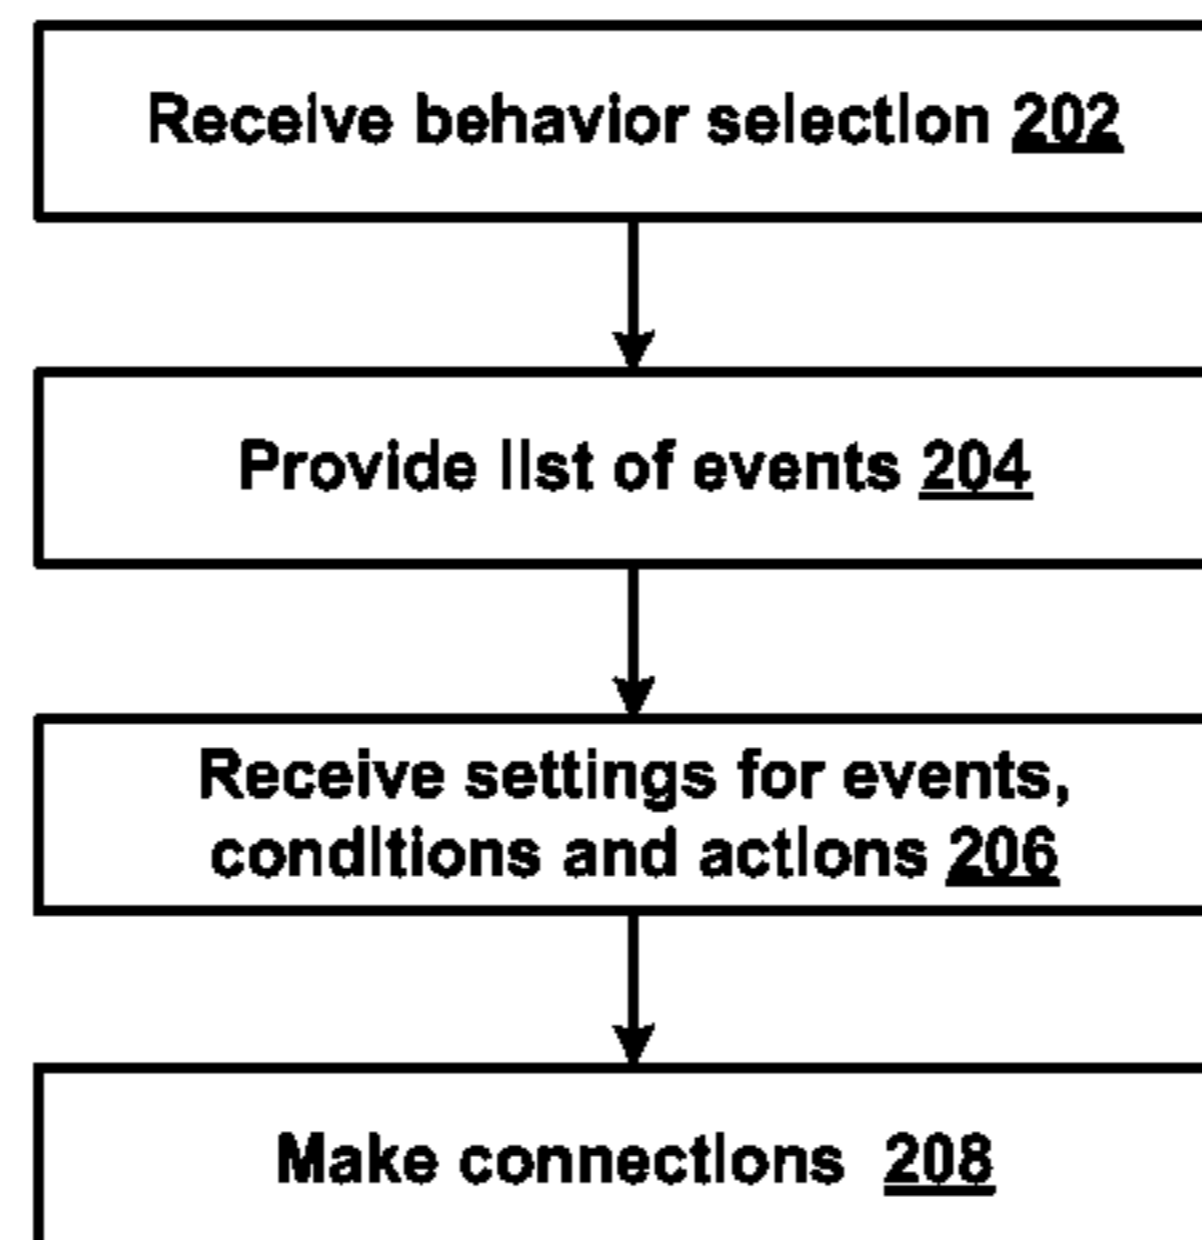 Receive behavior selection 202
Provide list of events 204
Receive settings for events,
conditions and actions 206
Make connections 208